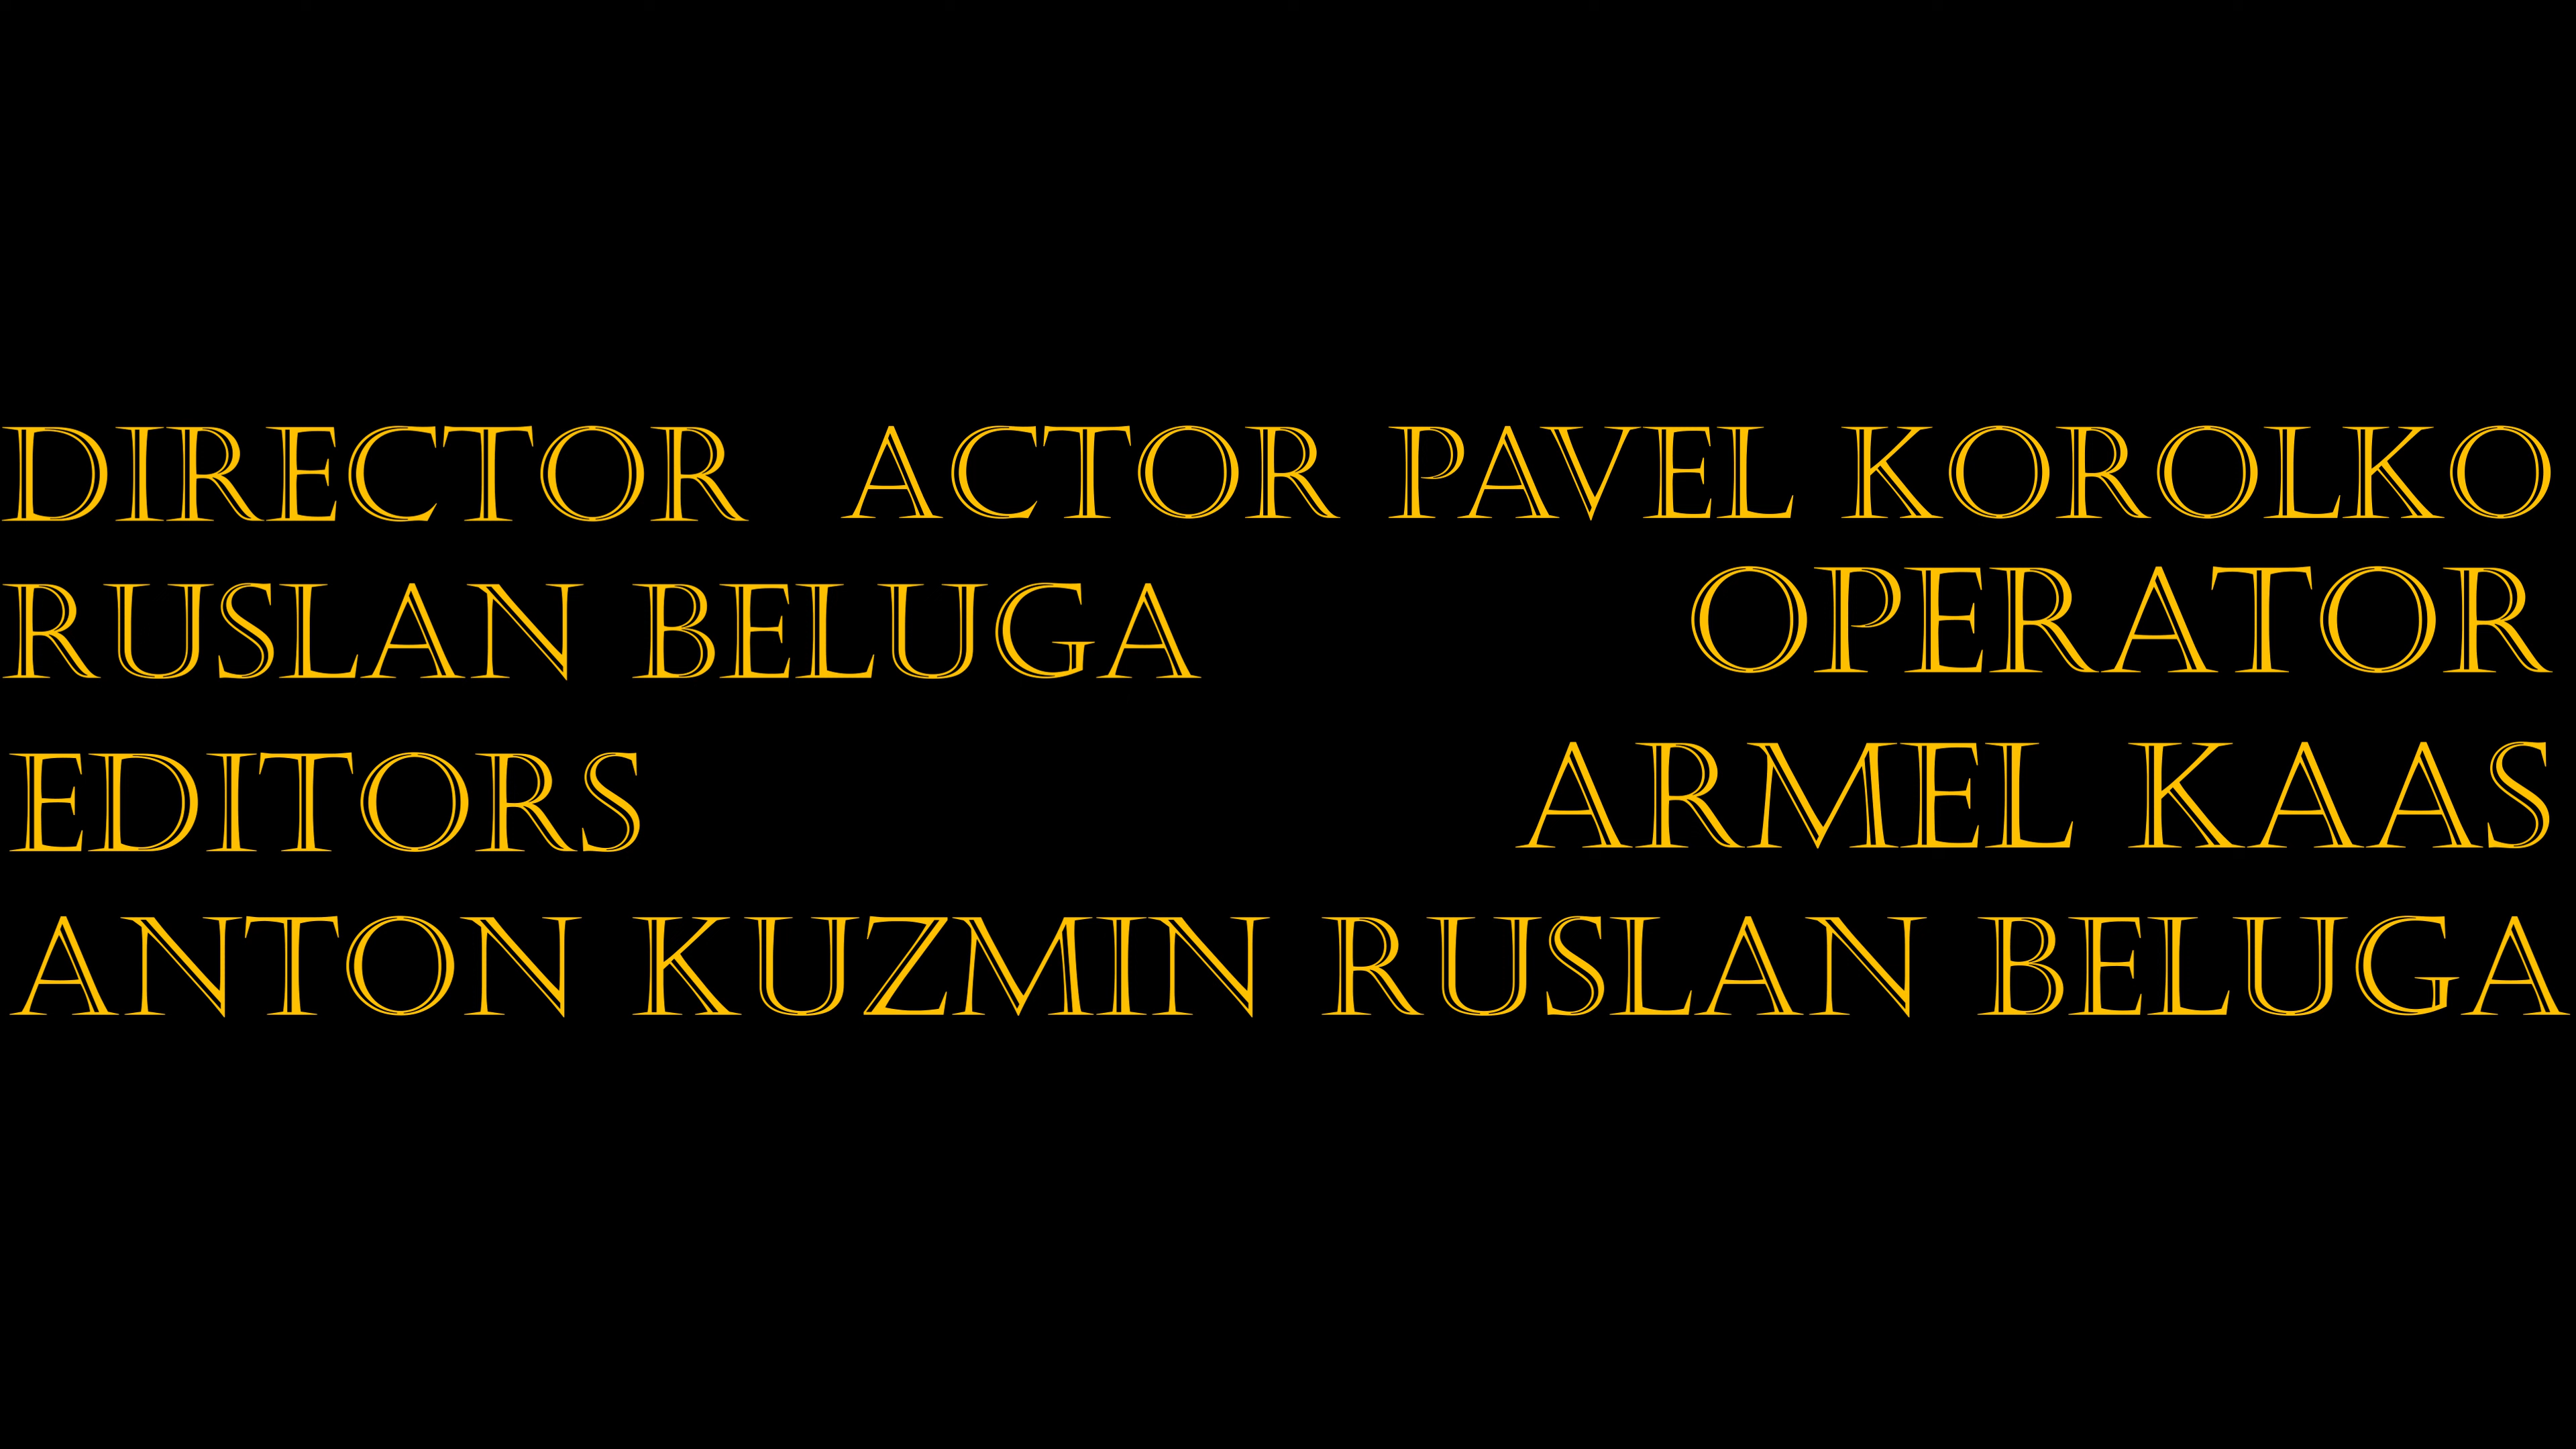 DIRECTOR
RUSLAN BELUGA
ACTOR PAVEL KOROLKO
OPERATOR
ARMEL KAAS
EDITORS
ANTON KUZMIN RUSLAN BELUGA